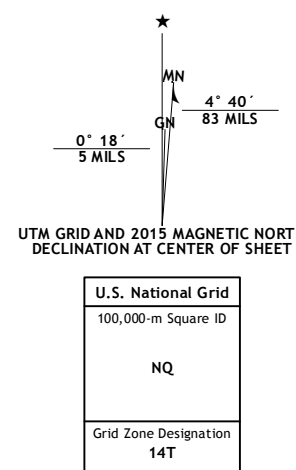 MN
GN
4° 40´
83 MILS
0° 18´
5 MILS
UTM GRID AND 2015 MAGNETIC NORT
DECLINATION AT CENTER OF SHEET
U.S. National Grid
100,000-m Square ID
NQ
Grid Zone Designation
14T